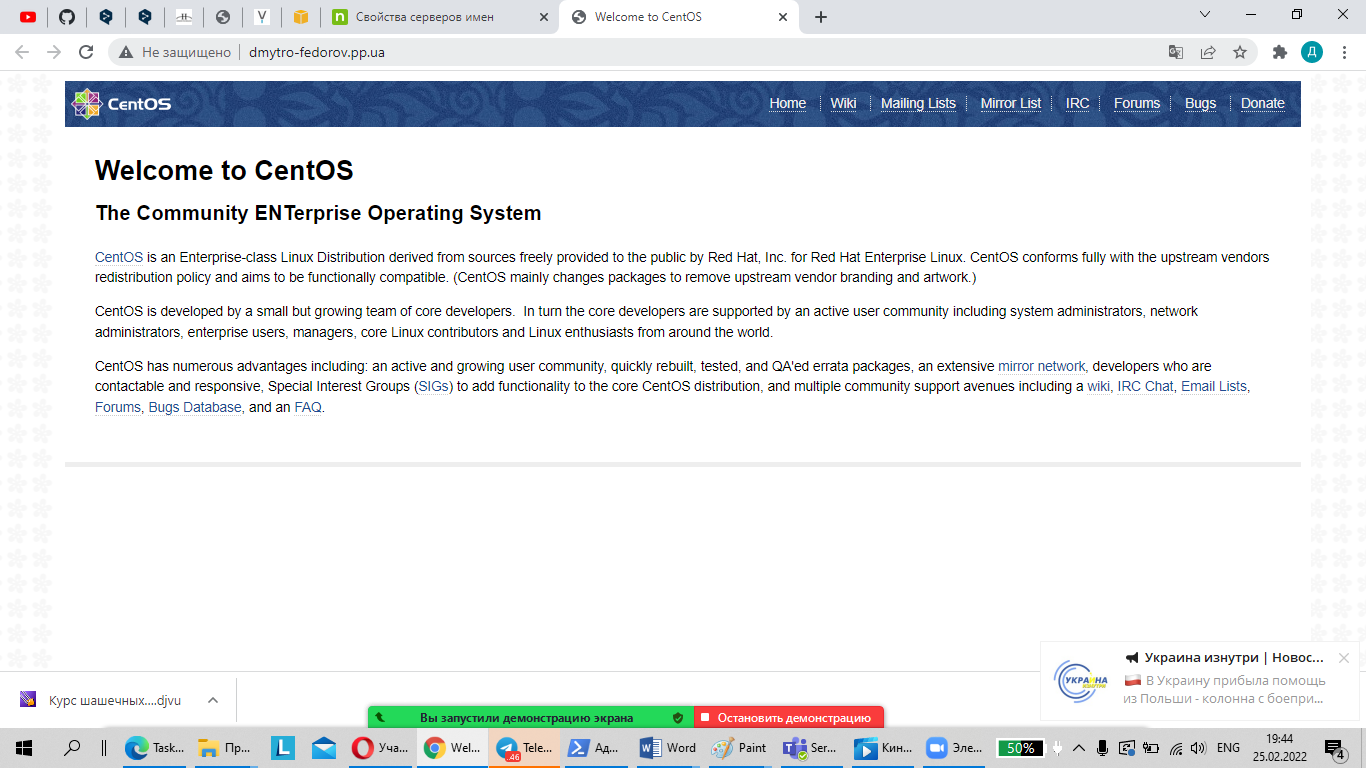 Свойства серверов имен
Welcome to CentOS
Не защищено
dmytro-fedorov.pp.ua
CentOS
Home
Wiki
Mailing Lists
Mirror List
IRC
Forums
Bugs
Donate
Welcome to CentOS
The Community ENTerprise Operating System
CentOS is an Enterprise-class Linux Distribution derived from sources freely provided to the public by Red Hat, Inc. for Red Hat Enterprise Linux. CentOS conforms fully with the upstream vendors
redistribution policy and aims to be functionally compatible. (CentOS mainly changes packages to remove upstream vendor branding and artwork.)
CentOS is developed by a small but growing team of core developers. In turn the core developers are supported by an active user community including system administrators, network
administrators, enterprise users, managers, core Linux contributors and Linux enthusiasts from around the world.
CentOS has numerous advantages including: an active and growing user community, quickly rebuilt, tested, and QA'ed errata packages, an extensive mirror network, developers who are
contactable and responsive, Special Interest Groups (SIGs) to add functionality to the core CentOS distribution, and multiple community support avenues including a wiki, IRC Chat, Email Lists,
Forums, Bugs Database, and an FAQ.
Украина изнутри | Новос...
В Украину прибыла помощь
из Польши - колонна с боепри...
УКРАИНА
ИЗНУТРИ
Курс шашечных....djvu
Вы запустили демонстрацию экрана
Остановить демонстрацию
Task...
Пр...
Уча...
Wel...
Tele...
46
Ад...
Word
Paint
Ser...
Кин...
Эле...
50%
ENG
19:44
25.02.2022
4